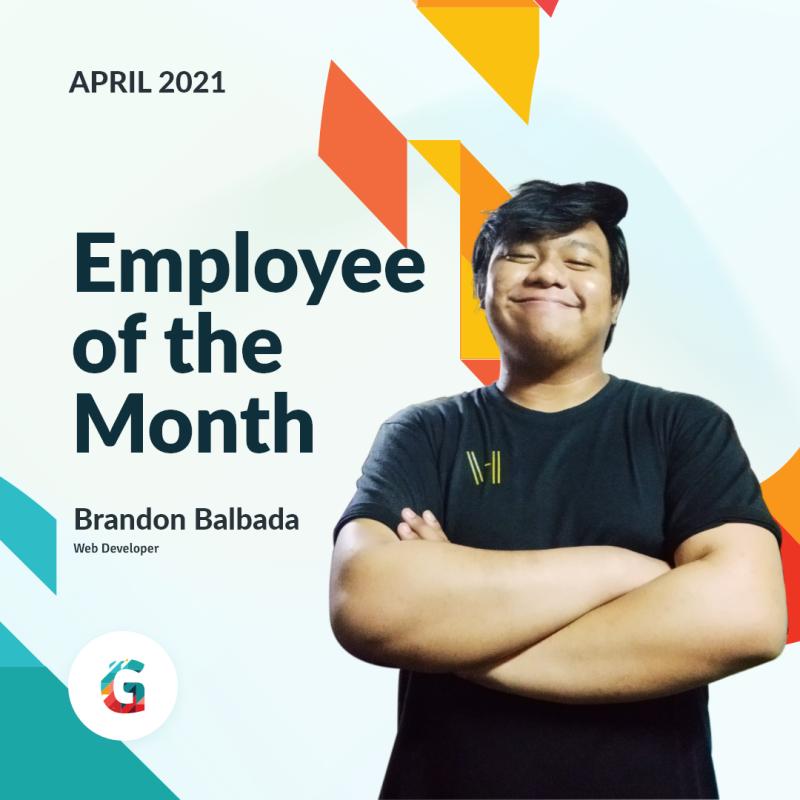 APRIL 2021
Employee
of the
Month
Brandon Balbada
Web Developer
G